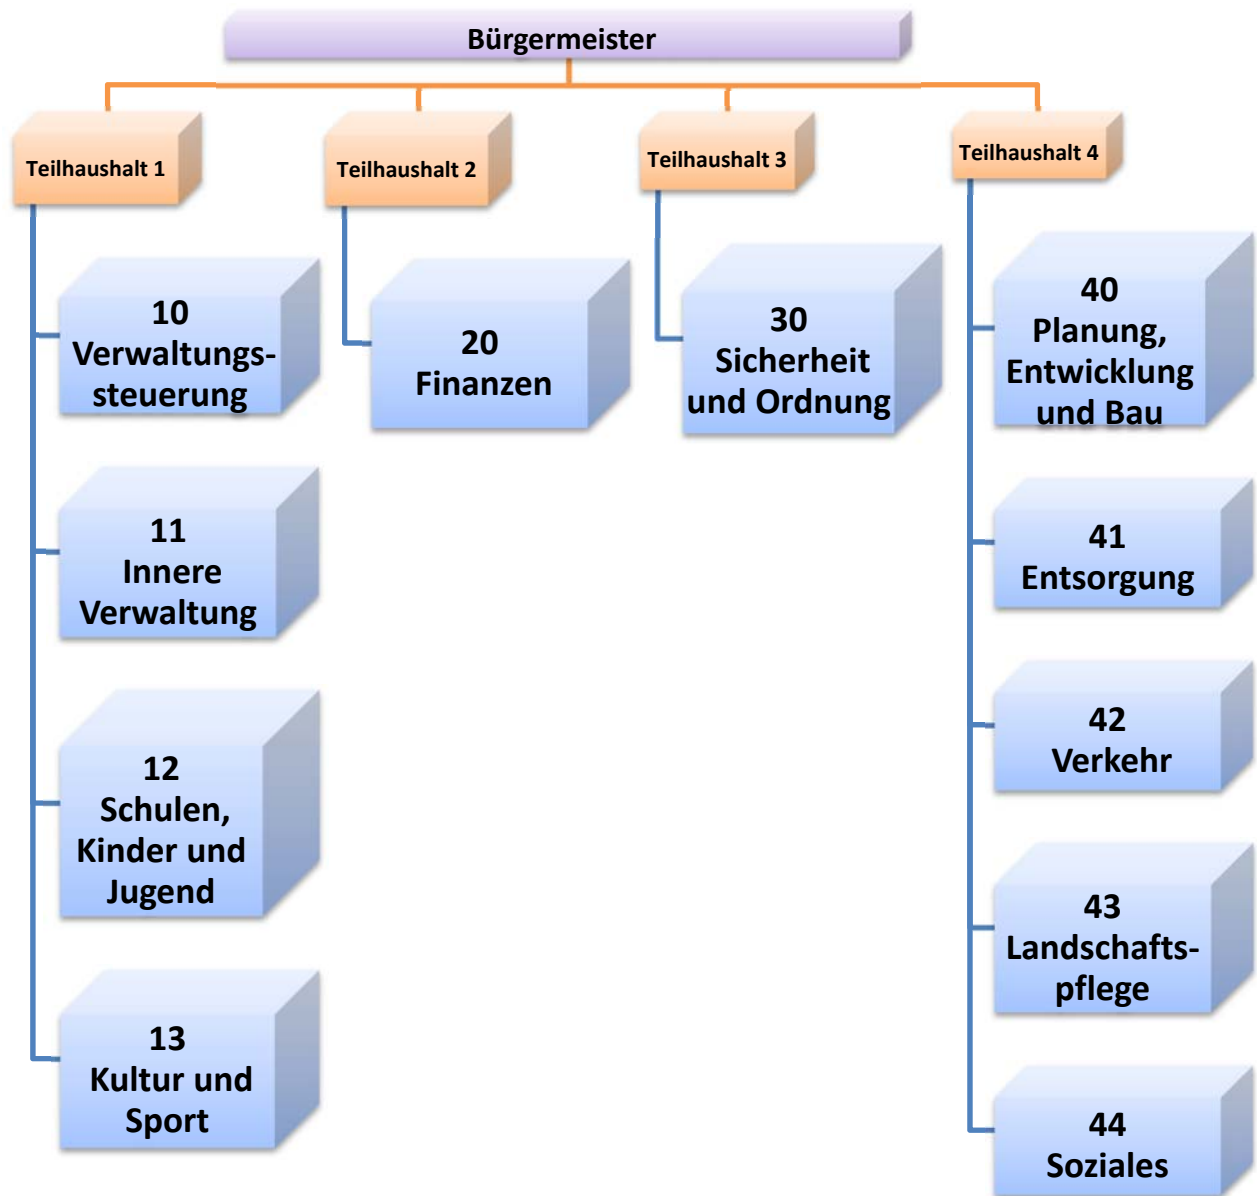 Bürgermeister
Teilhaushalt 1
Teilhaushalt 2
Teilhaushalt 3
Teilhaushalt 4
10
Verwaltungs-
steuerung
11
Innere
Verwaltung
12
Schulen,
Kinder und
Jugend
13
Kultur und
Sport
20
Finanzen
30
Sicherheit
und Ordnung
40
Planung,
Entwicklung
und Bau
41
Entsorgung
42
Verkehr
43
Landschafts-
pflege
44
Soziales